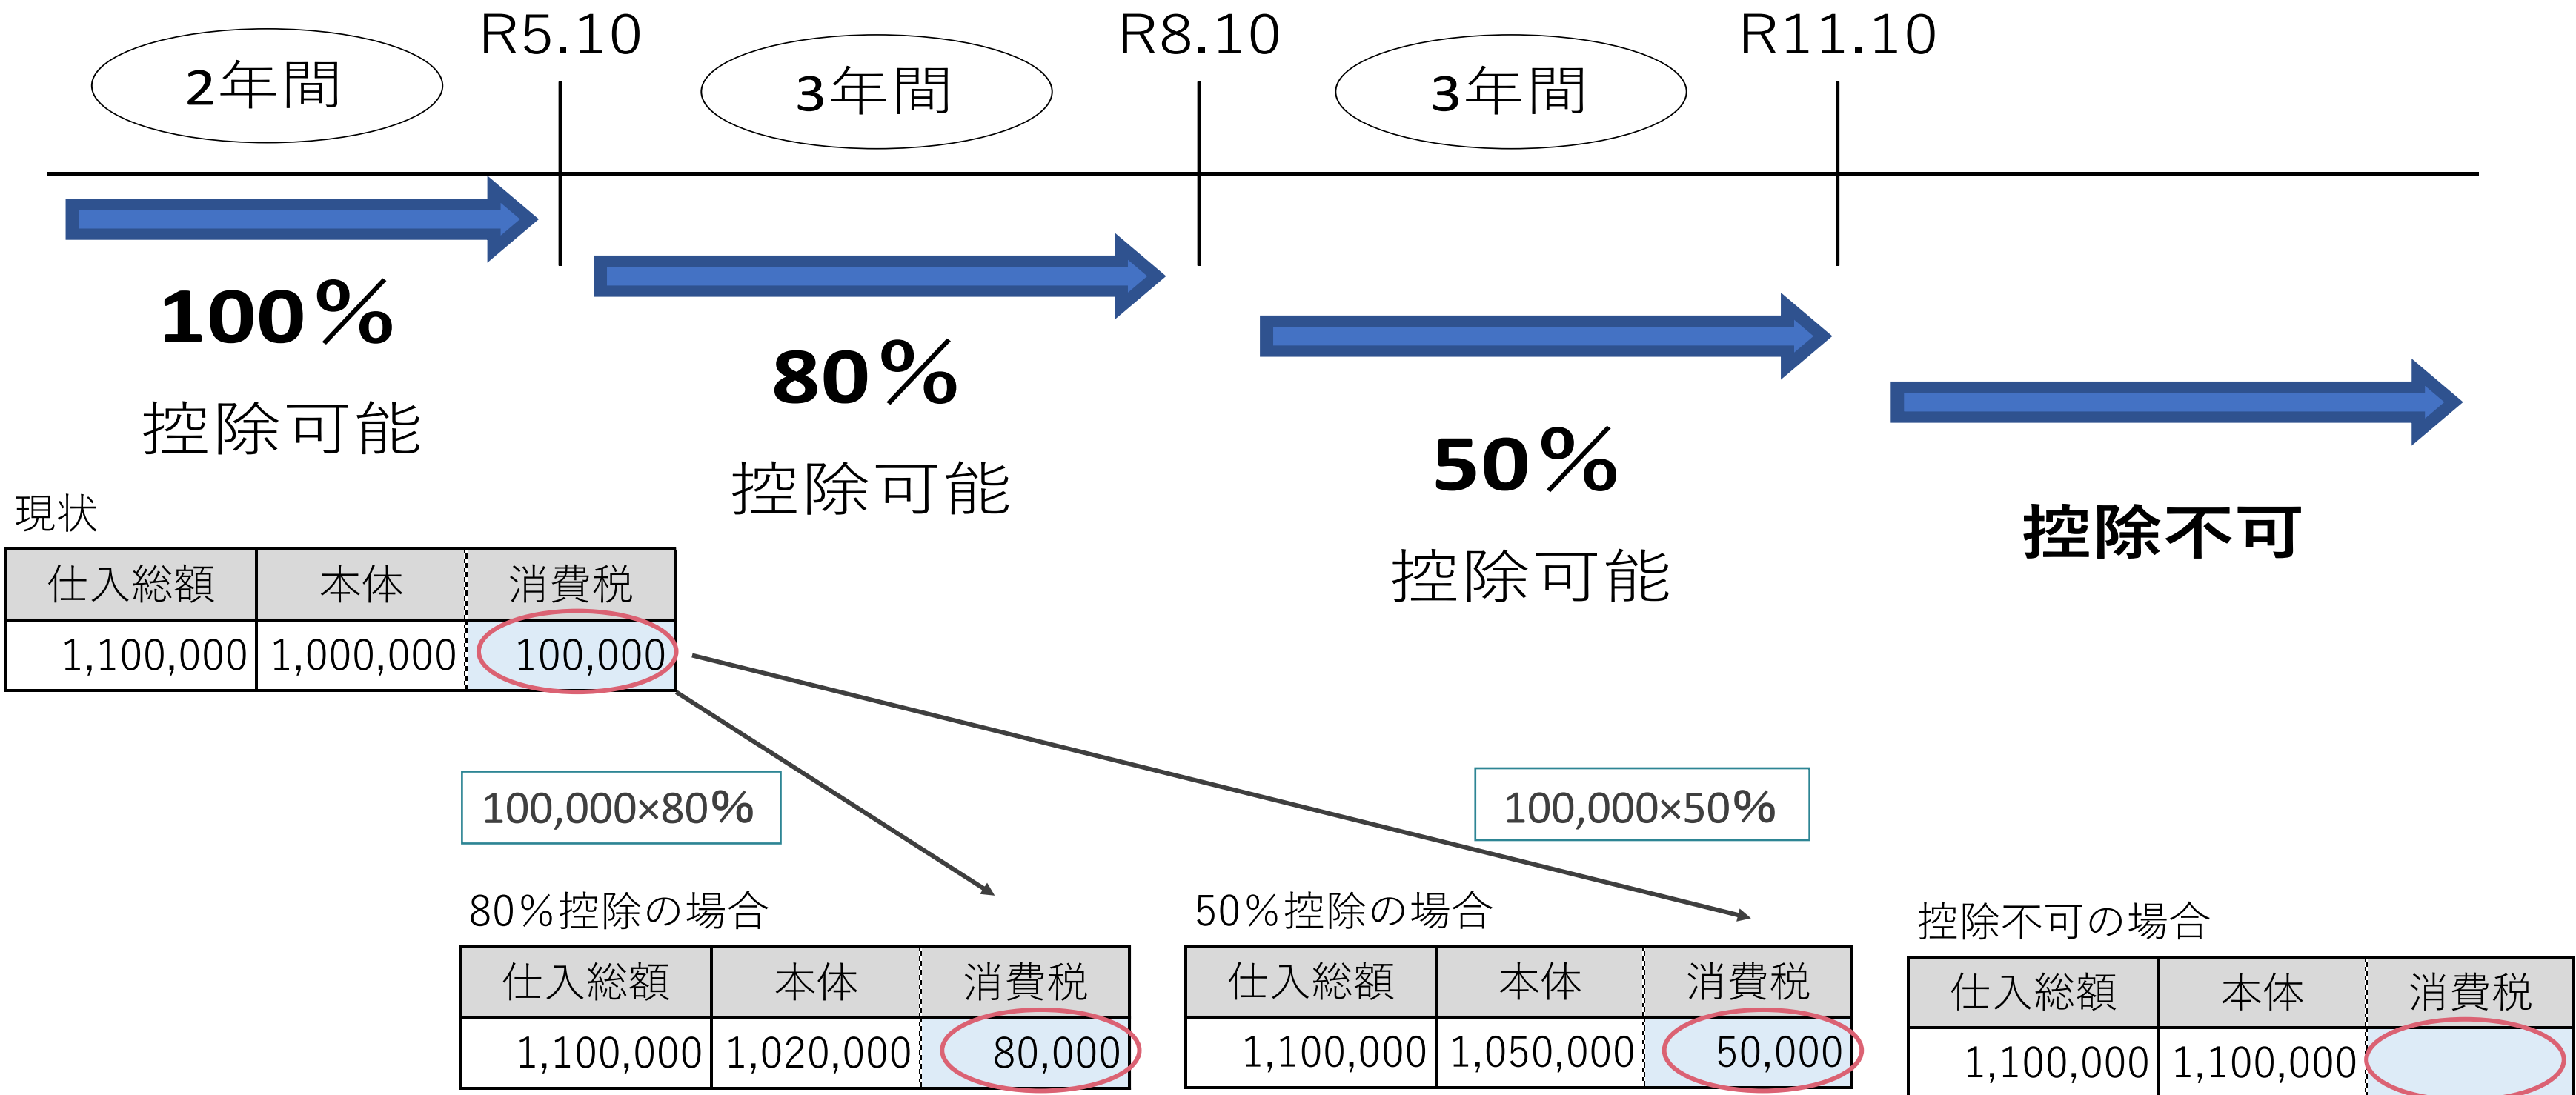 R5.10
R8.10
R11.10
2年間
3年間
3年間
100％
控除可能
80％
控除可能
50％
控除可能
控除不可
現状
仕入総額 本体 消費税
1,100,000 1,000,000 100,000
100,000×80%
100,000×50%
80％控除の場合
仕入総額 本体 消費税
1,100,000 1,020,000 80,000
50％控除の場合
仕入総額 本体 消費税
1,100,000 1,050,000 50,000
控除不可の場合
仕入総額 本体 消費税
1,100,000 1,100,000